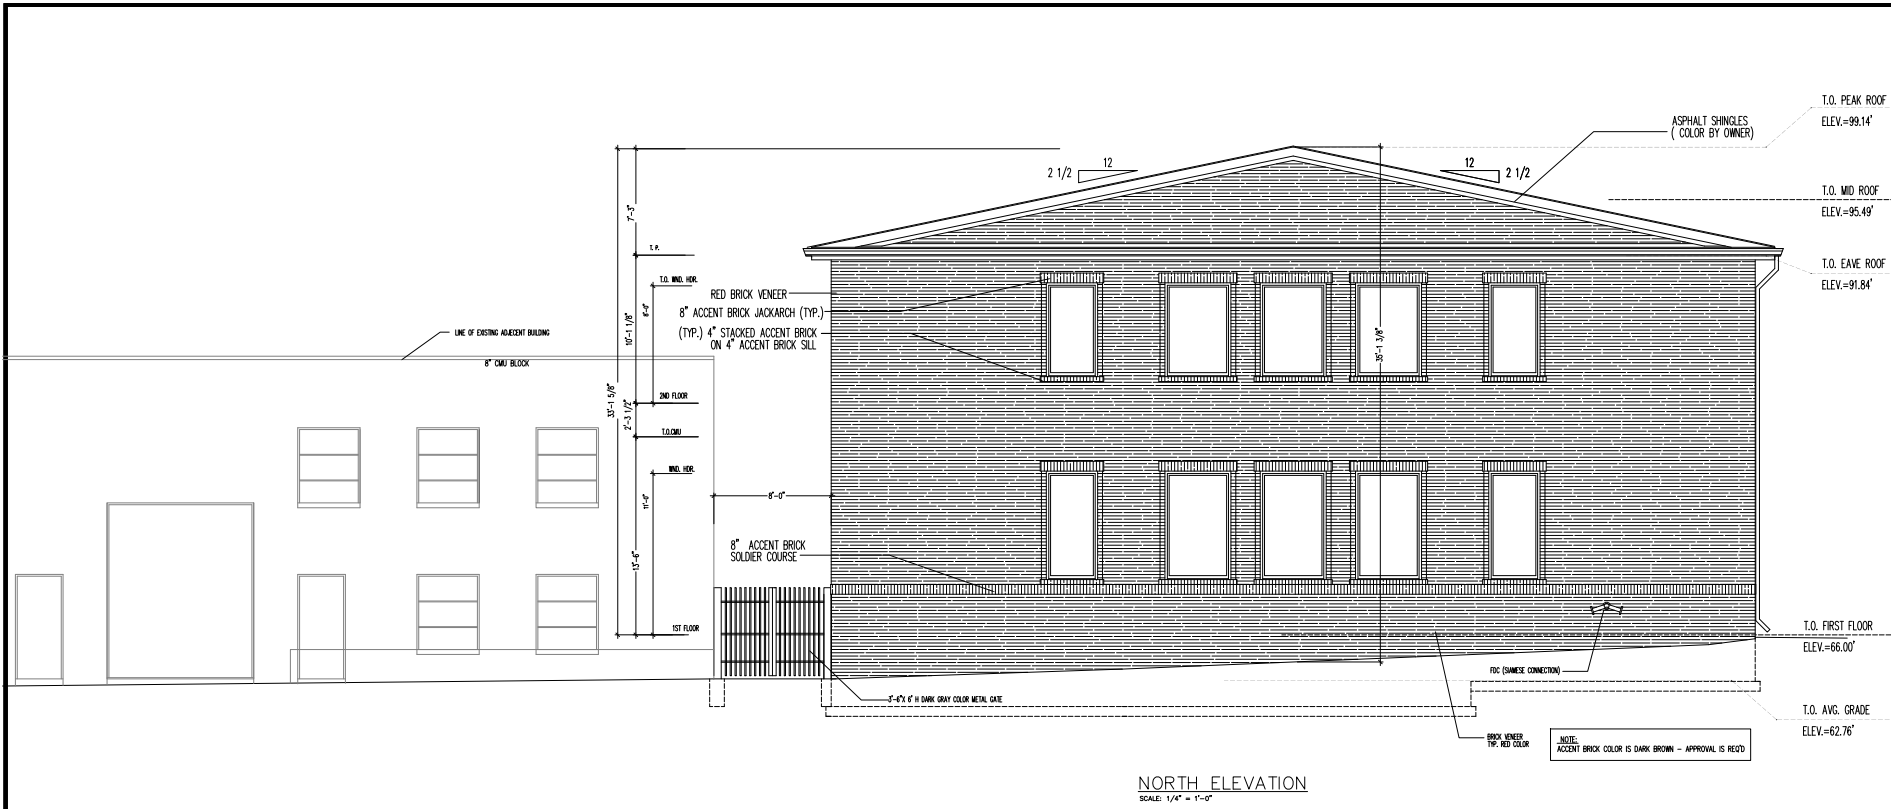 T.O. PEAK ROOF
ELEV.=99.14'
ASPHALT SHINGLES
( COLOR BY OWNER)
12
2 1/2
12
2 1/2
T.O. MID ROOF
ELEV.=95.49'
7'-3"
T. P.
T.O. EAVE ROOF
ELEV.=91.84'
T.O. WND. HDR.
RED BRICK VENEER
8" ACCENT BRICK JACKARCH (TYP.)
(TYP.) 4" STACKED ACCENT BRICK
ON 4" ACCENT BRICK SILL
8'-0"
10'-1 1/8"
35'-1 3/8"
LINE OF EXISTING ADJECENT BUILDING
8" CMU BLOCK
33'-1 5/8"
2ND FLOOR
2'-3 1/2"
T.O.CMU
WND. HDR.
11'-0"
8'-0"
13'-6"
8" ACCENT BRICK
SOLDIER COURSE
1ST FLOOR
T.O. FIRST FLOOR
ELEV.=66.00'
FDC (SIAMESE CONNECTION)
3'-6"X 6' H DARK GRAY COLOR METAL GATE
T.O. AVG. GRADE
ELEV.=62.76'
BRICK VENEER
TYP. RED COLOR
NOTE:
ACCENT BRICK COLOR IS DARK BROWN - APPROVAL IS REQ'D
NORTH ELEVATION
SCALE: 1/4" = 1'-0"